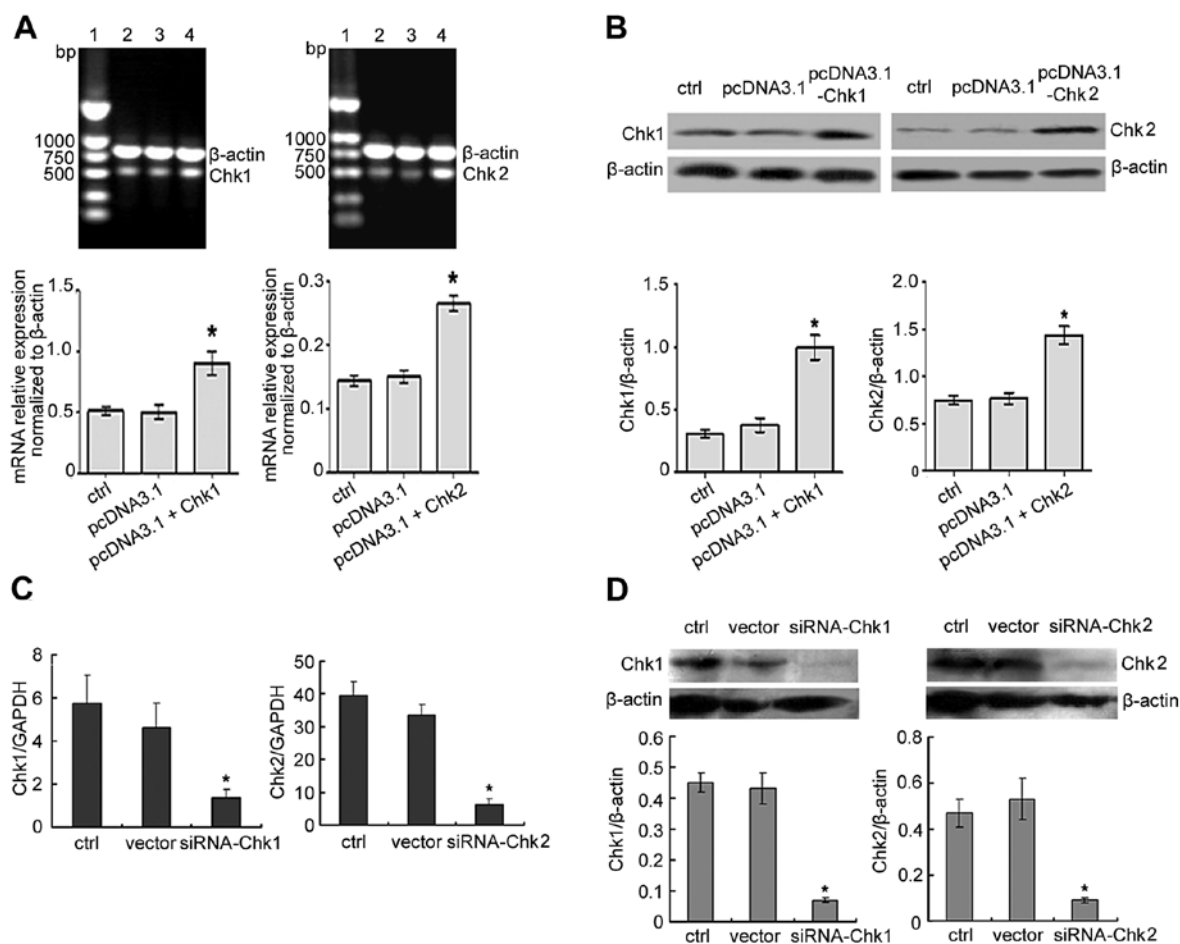 A
1 2 3 4
bp
1000
750
500
β-actin
Chk1
1 2 3 4
bp
1000
750
500
β-actin
Chk2
mRNA relative expression
normalized to β-actin
1.5
1.0
0.5
0
*
ctrl
pcDNA3.1
pcDNA3.1 + Chk1
mRNA relative expression
normalized to β-actin
0.3
0.2
0.1
0
*
ctrl
pcDNA3.1
pcDNA3.1 + Chk2
B
ctrl pcDNA3.1 pcDNA3.1
-Chk1
Chk1
β-actin
ctrl pcDNA3.1 pcDNA3.1
-Chk2
Chk2
β-actin
Chk1/β-actin
1.5
1.0
0.5
0
*
ctrl
pcDNA3.1
pcDNA3.1 + Chk1
Chk2/β-actin
2.0
1.5
1.0
0.5
0
*
ctrl
pcDNA3.1
pcDNA3.1 + Chk2
C
Chk1/GAPDH
8
6
4
2
0
*
ctrl vector siRNA-Chk1
Chk2/GAPDH
50
40
30
20
10
0
*
ctrl vector siRNA-Chk2
D
ctrl vector siRNA-Chk1
Chk1
β-actin
ctrl vector siRNA-Chk2
Chk2
β-actin
Chk1/β-actin
0.6
0.5
0.4
0.3
0.2
0.1
0
*
ctrl vector siRNA-Chk1
Chk2/β-actin
0.8
0.6
0.4
0.2
0
*
ctrl vector siRNA-Chk2